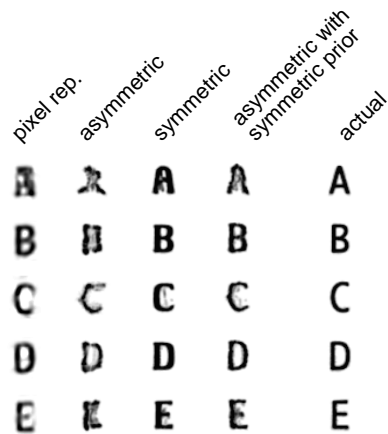 pixel rep.
asymmetric
symmetric
asymmetric with
symmetric prior
actual
A A A A A
B B B B B
C C C C C
D D D D D
E E E E E